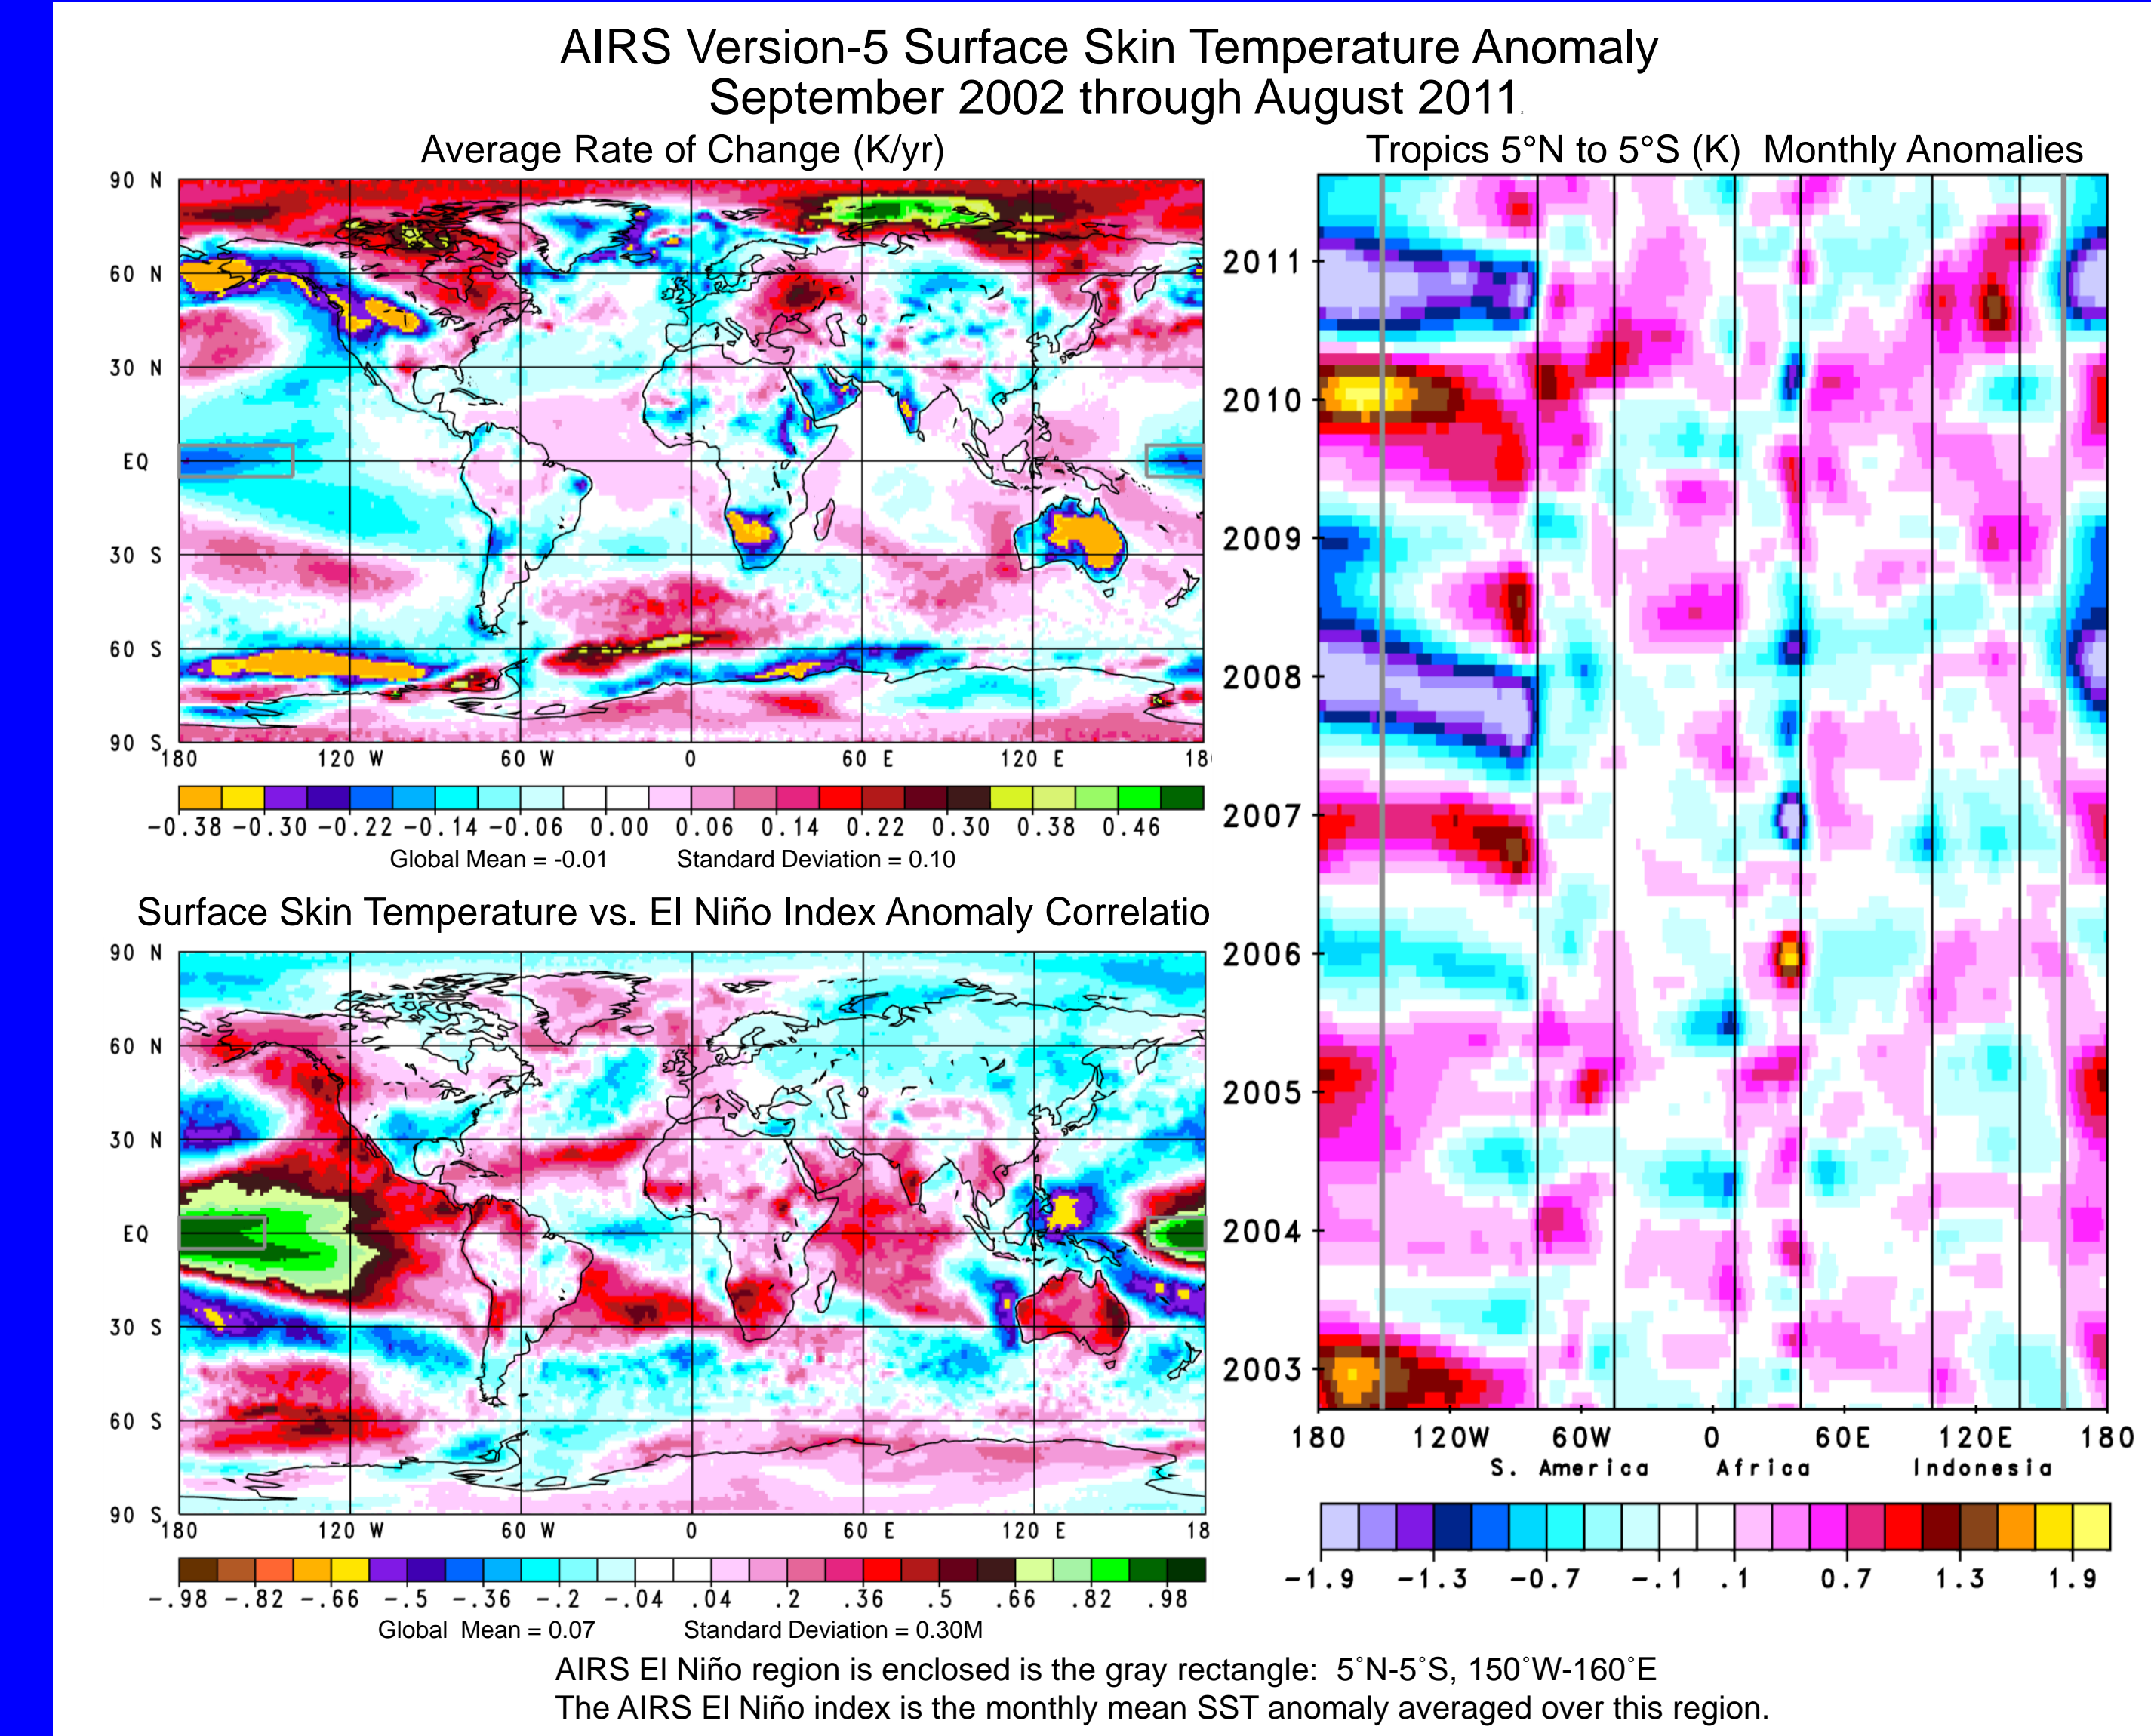 AIRS Version-5 Surface Skin Temperature Anomaly
September 2002 through August 2011.
Average Rate of Change (K/yr)
90 N
60 N
30 N
EQ
30 S
60 S
90 S
180 120 W 60 W 0 60 E 120 E 18
-0.38 -0.30 -0.22 -0.14 -0.06 0.00 0.06 0.14 0.22 0.30 0.38 0.46
Global Mean = -0.01 Standard Deviation = 0.10
Surface Skin Temperature vs. El Niño Index Anomaly Correlatio
90 N
60 N
30 N
EQ
30 S
60 S
90 S
180 120 W 60 W 0 60 E 120 E 18
-.98 -.82 -.66 -.5 -.36 -.2 -.04 .04 .2 .36 .5 .66 .82 .98
Global Mean = 0.07 Standard Deviation = 0.30M
Tropics 5°N to 5°S (K) Monthly Anomalies
2011
2010
2009
2008
2007
2006
2005
2004
2003
180 120W 60W 0 60E 120E 180
S. America Africa Indonesia
-1.9 -1.3 -0.7 -.1 .1 0.7 1.3 1.9
AIRS El Niño region is enclosed is the gray rectangle: 5˚N-5˚S, 150˚W-160˚E
The AIRS El Niño index is the monthly mean SST anomaly averaged over this region.